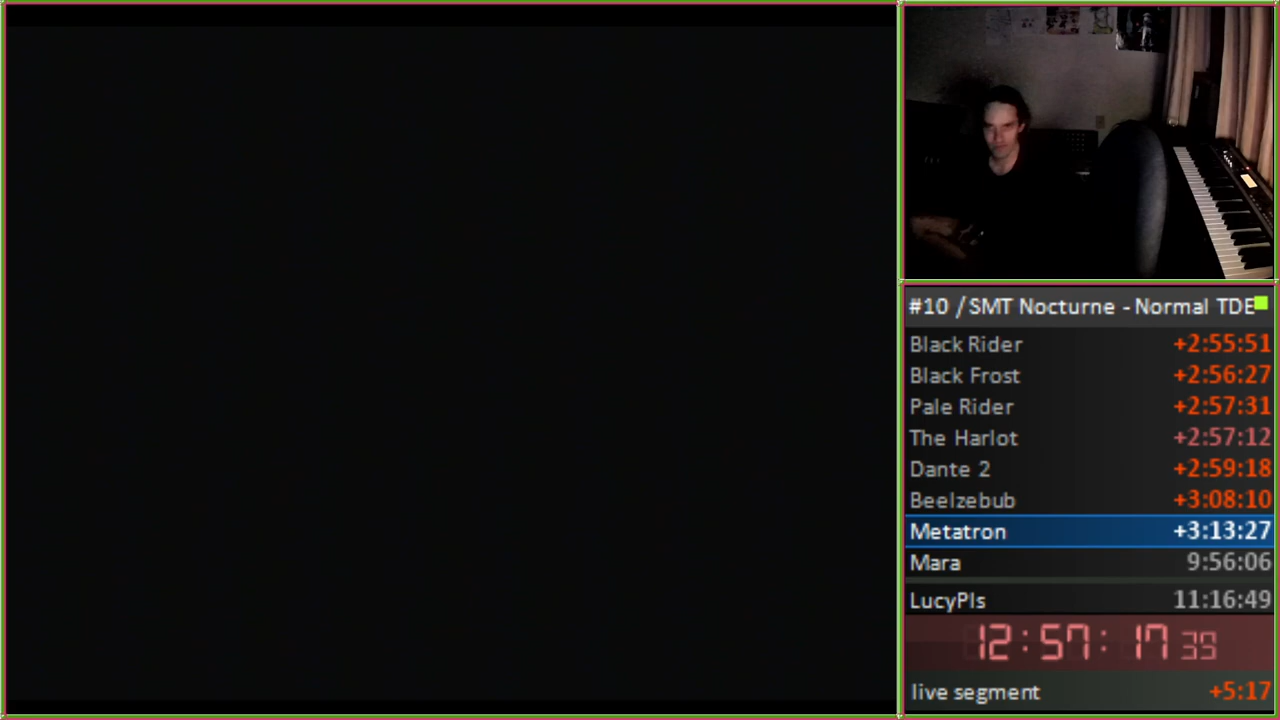 #10 / SMT Nocturne - Normal TDE
Black Rider +2:55:51
Black Frost +2:56:27
Pale Rider +2:57:31
The Harlot +2:57:12
Dante 2 +2:59:18
Beelzebub +3:08:10
Metatron +3:13:27
Mara 9:56:06
LucyPls 11:16:49
12:57:17 39
live segment +5:17